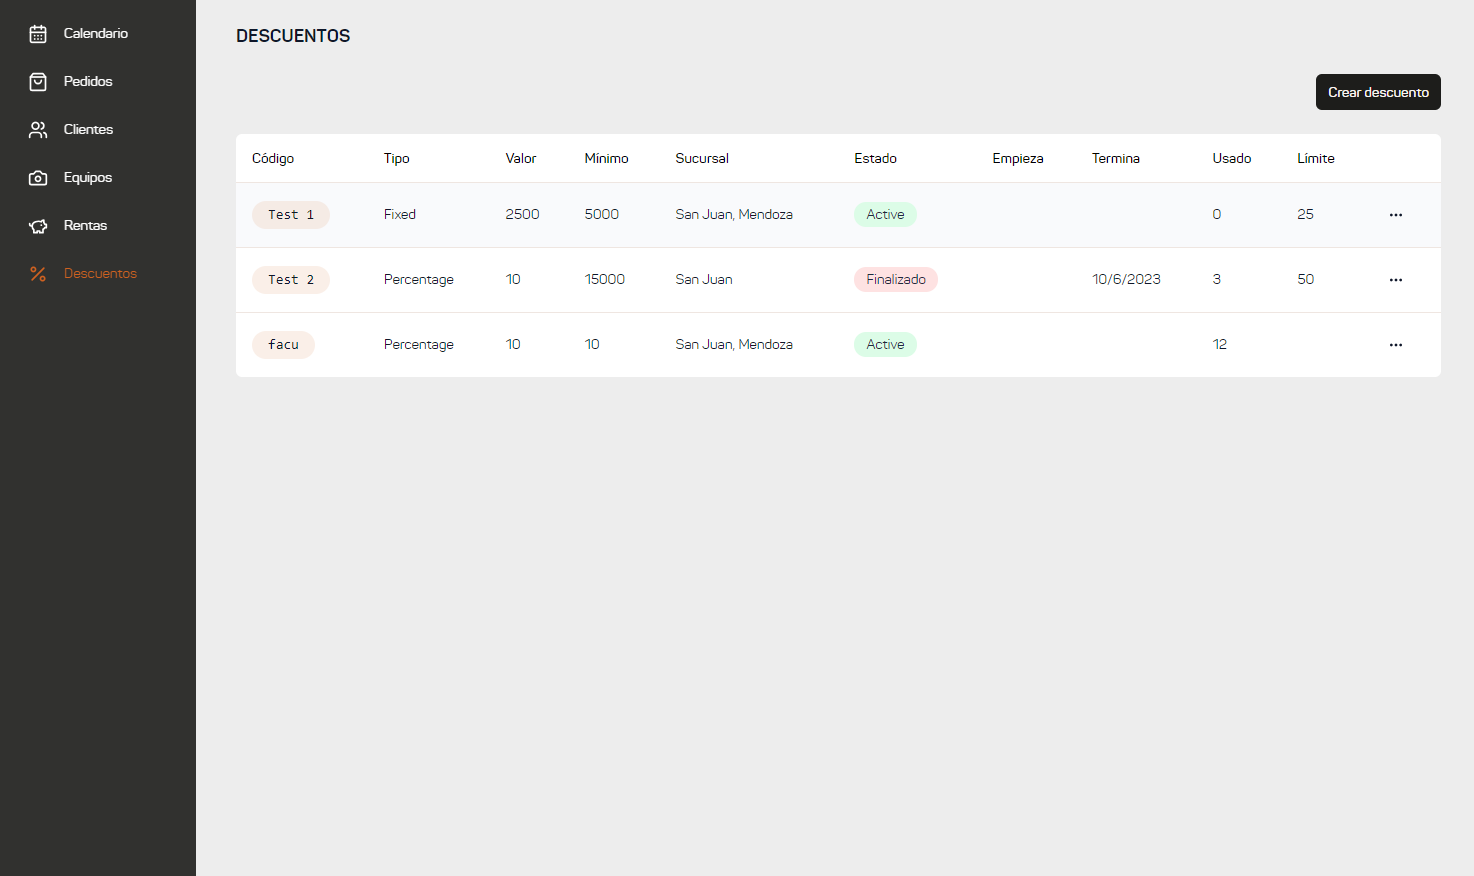 Calendario
Pedidos
Clientes
Equipos
Rentas
Descuentos
DESCUENTOS
Crear descuento
Código Tipo Valor Mínimo Sucursal Estado Empieza Termina Usado Límite
Test 1 Fixed 2500 5000 San Juan, Mendoza Active 0 25
Test 2 Percentage 10 15000 San Juan Finalizado 10/6/2023 3 50
facu Percentage 10 10 San Juan, Mendoza Active 12